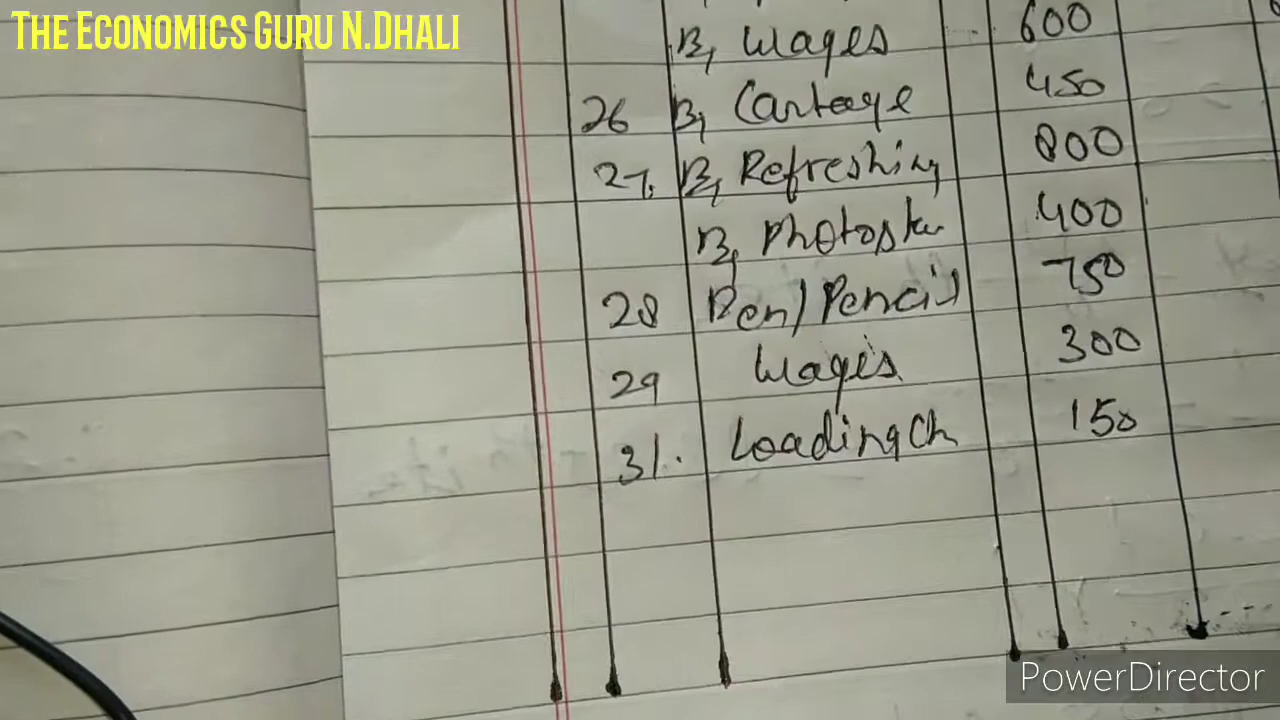 THE ECONOMICS GURU N.DHALI
By Wages 600
26 By Cartage 450
27. By Refreshing 800
By Photosta 400
28 Pen/Pencil 750
29 Wages 300
31. Loading Ch 150
PowerDirector